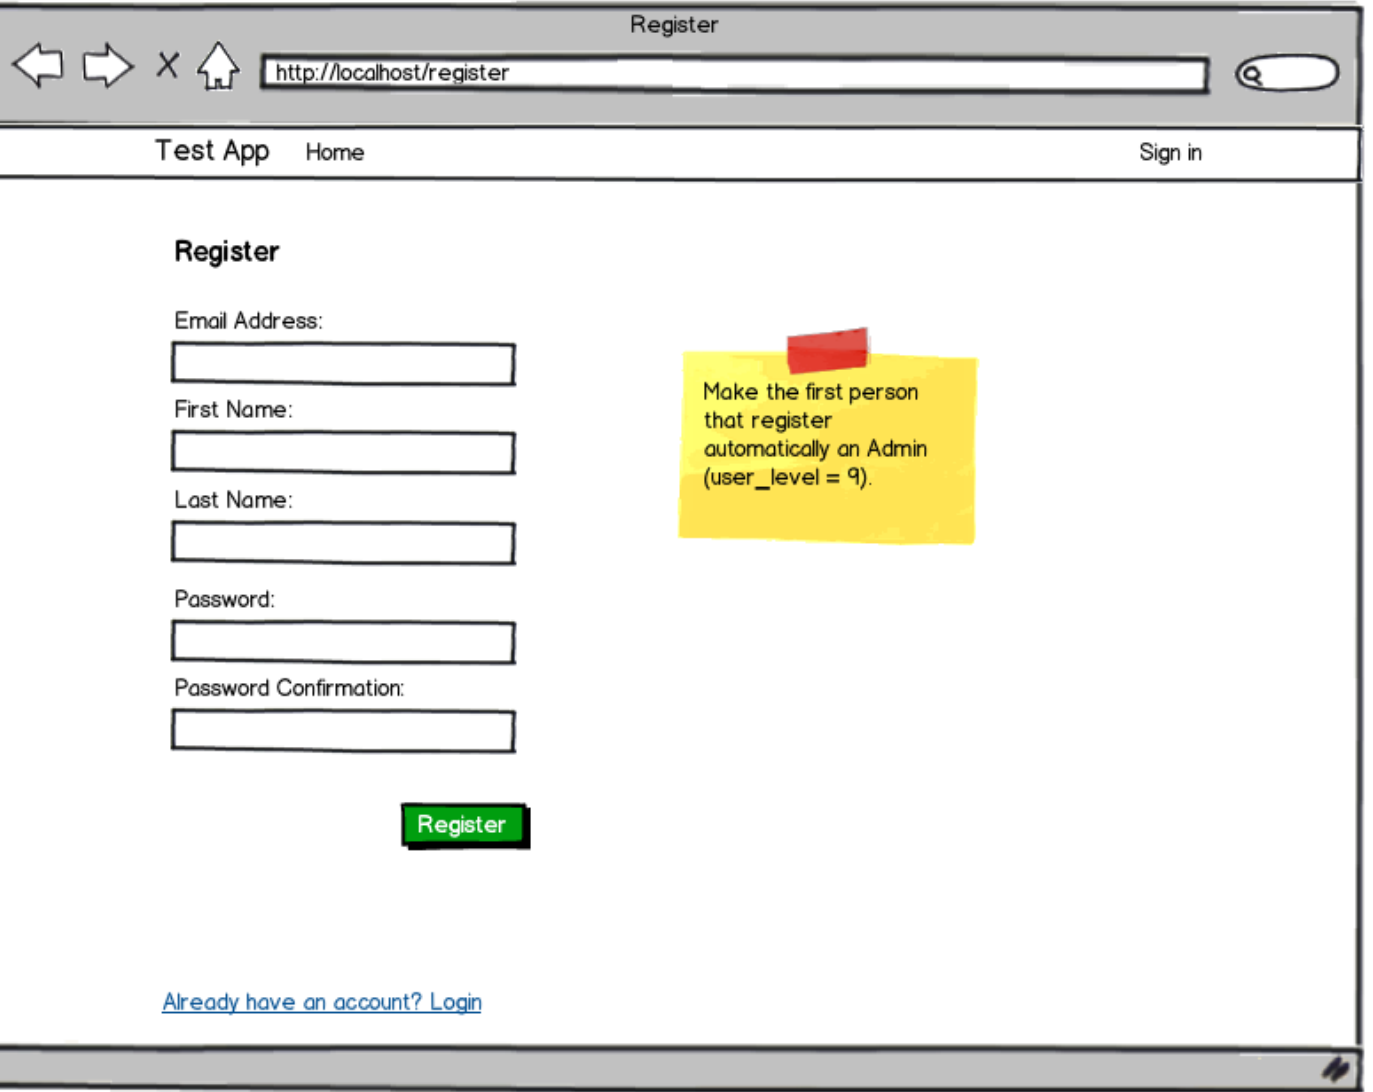 Register
http://localhost/register
Test App Home Sign in
Register
Email Address:
First Name:
Last Name:
Password:
Password Confirmation:
Register
Make the first person
that register
automatically an Admin
(user_level = 9).
Already have an account? Login